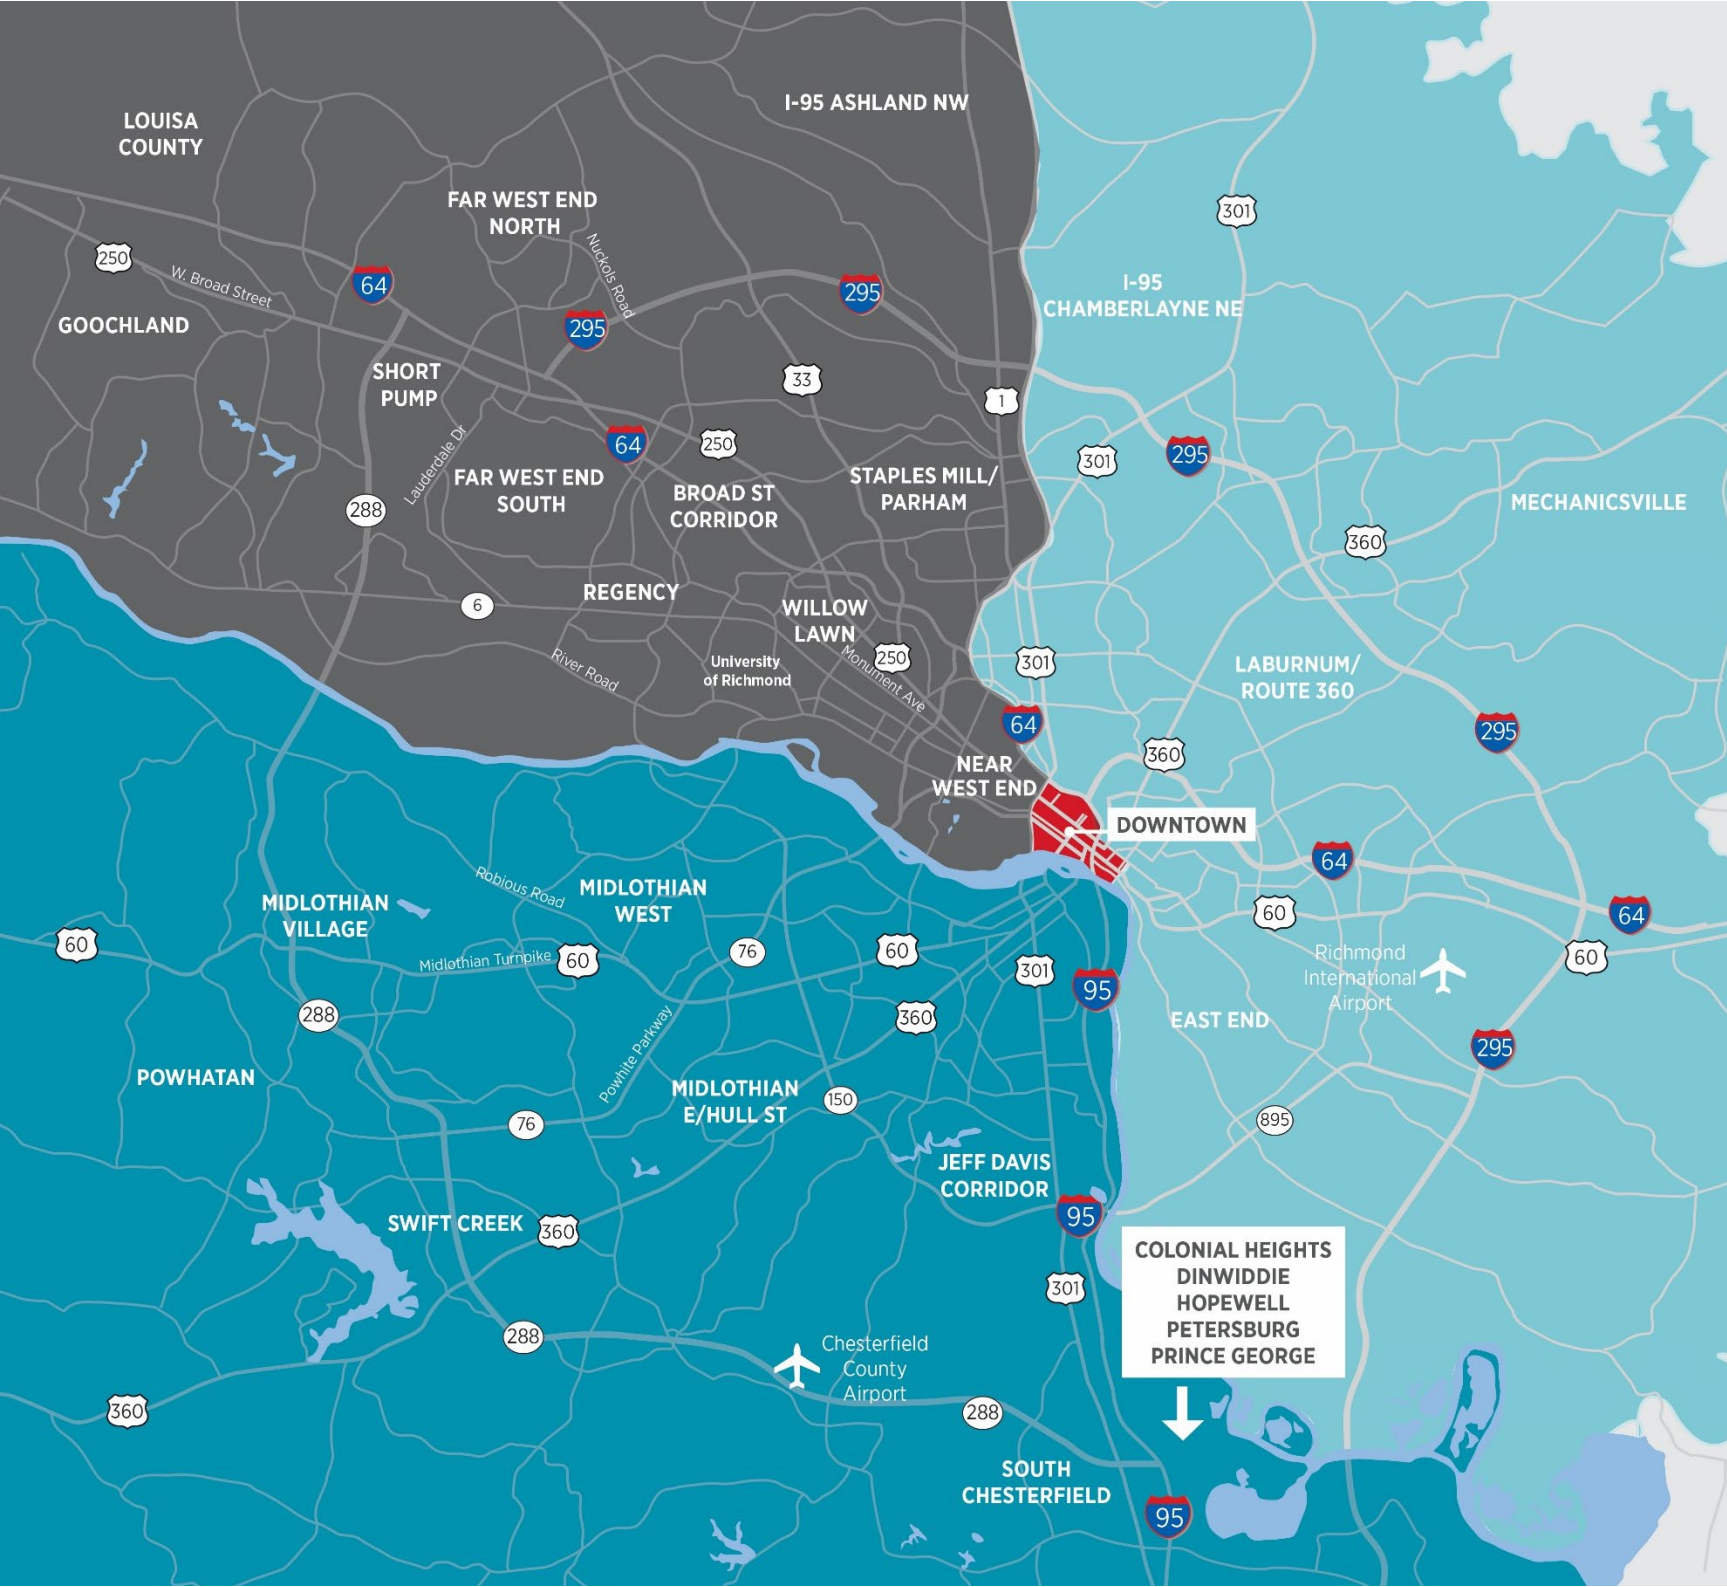 I-95 ASHLAND NW
LOUISA
COUNTY
FAR WEST END
NORTH
301
Nuckols Road
250
W. Broad Street
64
295
I-95
CHAMBERLAYNE NE
GOOCHLAND
295
SHORT
PUMP
33
1
Lauderdale Dr
64
250
301
295
FAR WEST END
SOUTH
BROAD ST
CORRIDOR
STAPLES MILL/
PARHAM
MECHANICSVILLE
288
360
6
REGENCY
WILLOW
LAWN
River Road
University
of Richmond
Monument Ave
250
301
LABURNUM/
ROUTE 360
64
295
360
NEAR
WEST END
DOWNTOWN
64
Robious Road
MIDLOTHIAN
WEST
MIDLOTHIAN
VILLAGE
60
64
60
Midlothian Turnpike
60
76
60
301
95
Richmond
International
Airport
60
288
Powhite Parkway
360
EAST END
295
POWHATAN
MIDLOTHIAN
E/HULL ST
150
76
895
JEFF DAVIS
CORRIDOR
SWIFT CREEK
360
95
COLONIAL HEIGHTS
DINWIDDIE
HOPEWELL
PETERSBURG
PRINCE GEORGE
301
288
Chesterfield
County
Airport
360
288
SOUTH
CHESTERFIELD
95